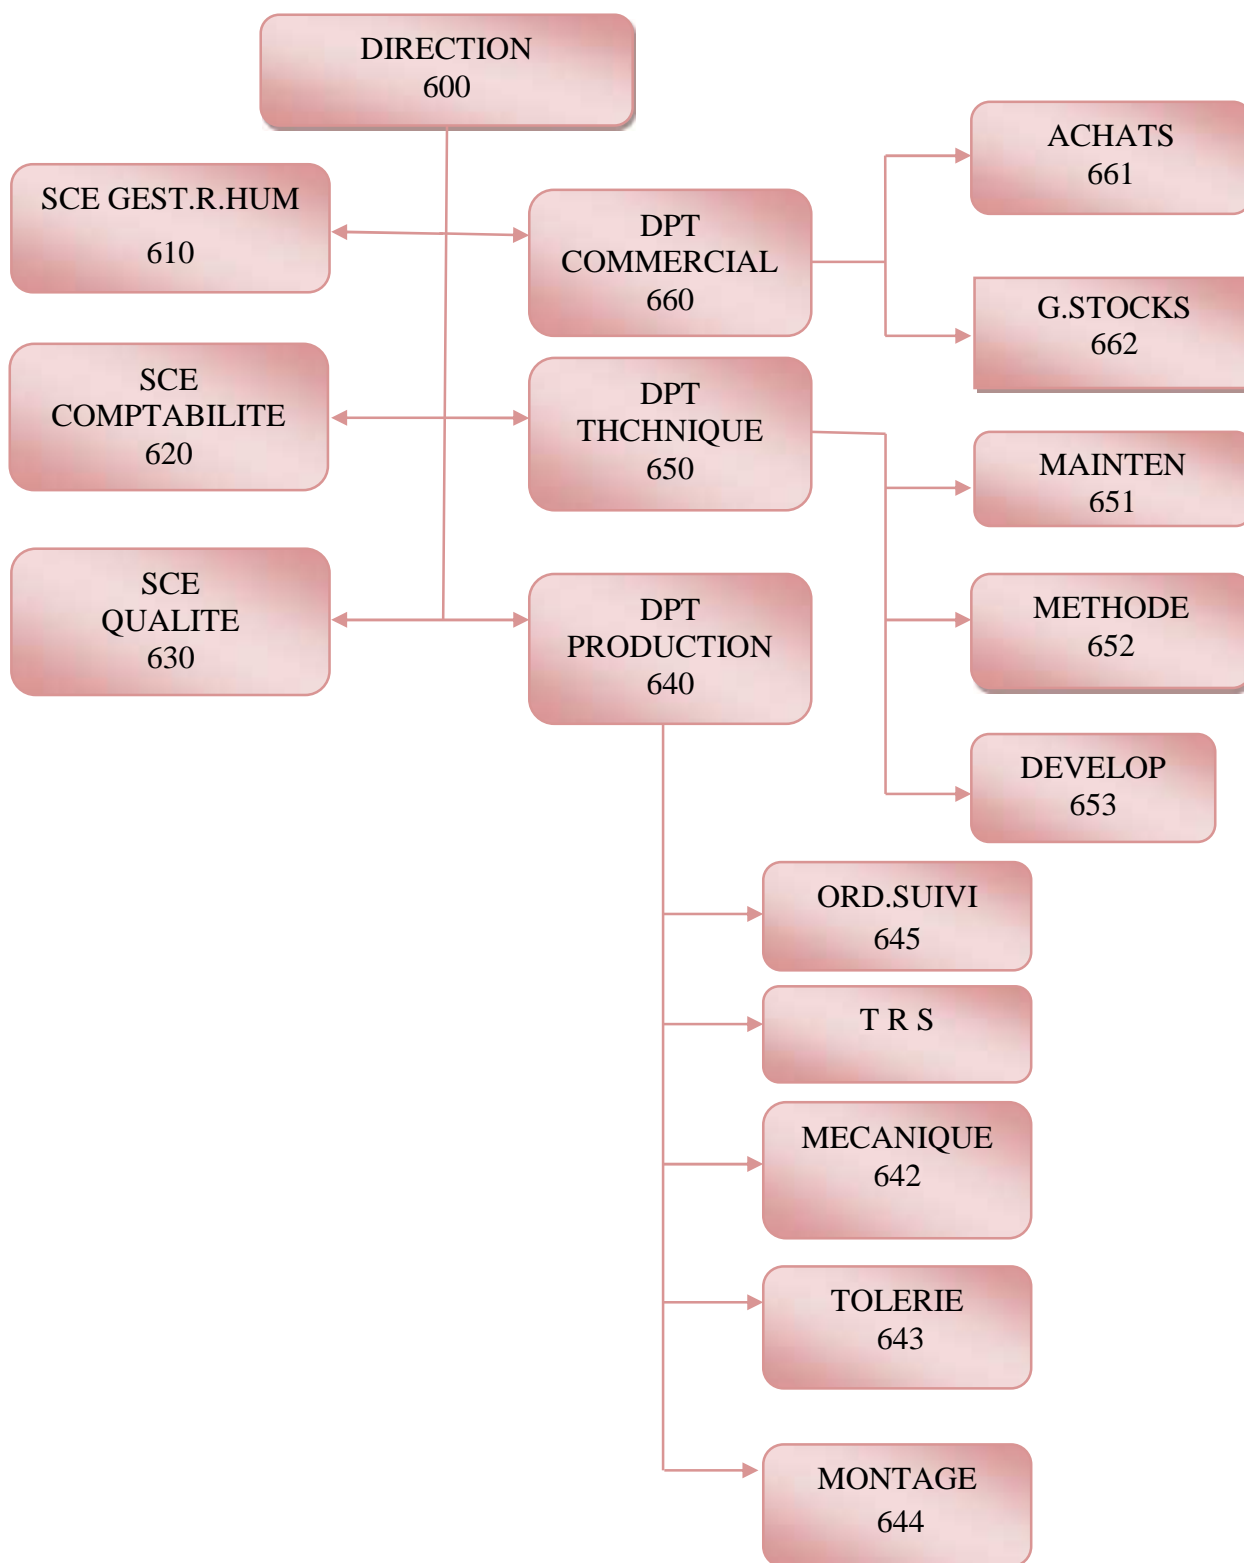 DIRECTION
600
SCE GEST.R.HUM
610
DPT
COMMERCIAL
660
ACHATS
661
G.STOCKS
662
SCE
COMPTABILITE
620
DPT
THCHNIQUE
650
MAINTEN
651
METHODE
652
DEVELOP
653
SCE
QUALITE
630
DPT
PRODUCTION
640
ORD.SUIVI
645
T R S
MECANIQUE
642
TOLERIE
643
MONTAGE
644